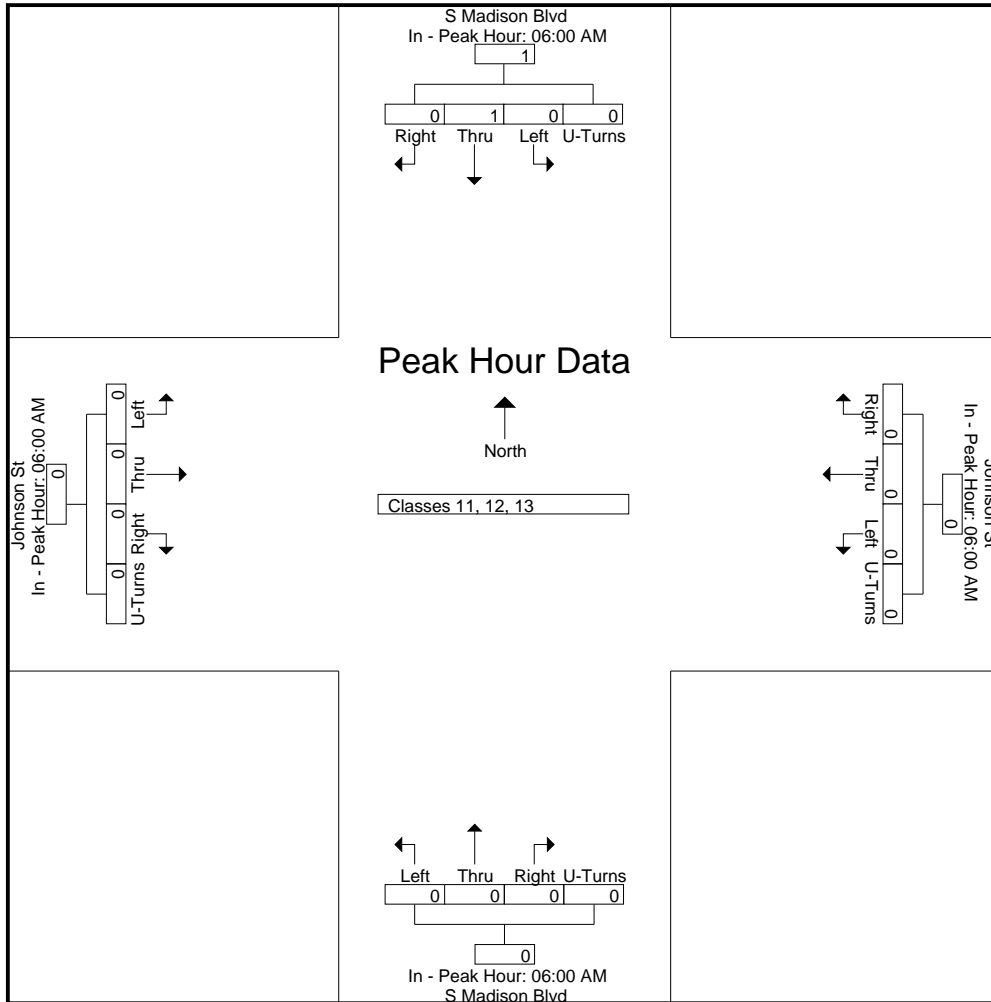 S Madison Blvd
In - Peak Hour: 06:00 AM
1
0 1 0 0
Right Thru Left U-Turns
Peak Hour Data
North
Classes 11, 12, 13
Johnson St
In - Peak Hour: 06:00 AM
0
0 0 0 0
Left Thru Right U-Turns
Johnson St
In - Peak Hour: 06:00 AM
0
0 0 0 0
Right Thru Left U-Turns
Left Thru Right U-Turns
0 0 0 0
0
In - Peak Hour: 06:00 AM
S Madison Blvd